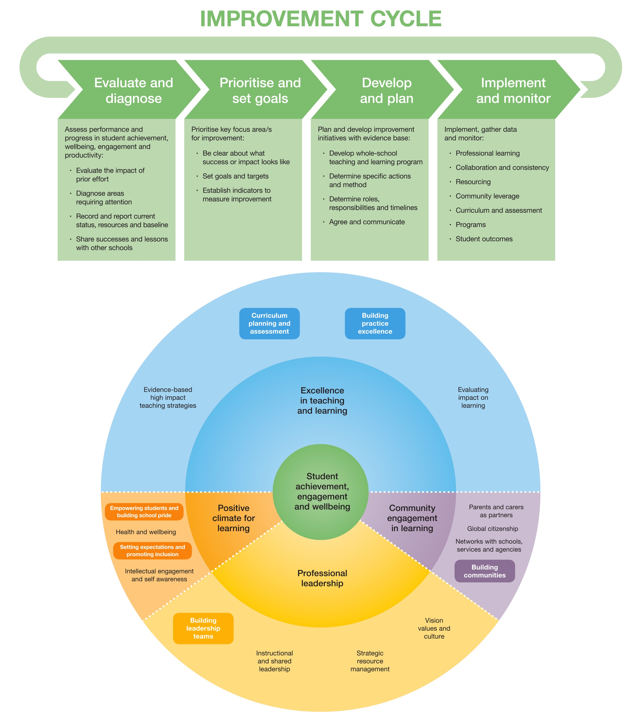 IMPROVEMENT CYCLE
Evaluate and
diagnose
Prioritise and
set goals
Develop
and plan
Implement
and monitor
Assess performance and
progress in student achievement,
wellbeing, engagement and
productivity:
• Evaluate the impact of
prior effort
• Diagnose areas
requiring attention
• Record and report current
status, resources and baseline
• Share successes and lessons
with other schools
Prioritise key focus area/s
for improvement:
• Be clear about what
success or impact looks like
• Set goals and targets
• Establish indicators to
measure improvement
Plan and develop improvement
initiatives with evidence base:
• Develop whole-school
teaching and learning program
• Determine specific actions
and method
• Determine roles,
responsibilities and timelines
• Agree and communicate
Implement, gather data
and monitor:
• Professional learning
• Collaboration and consistency
• Resourcing
• Community leverage
• Curriculum and assessment
• Programs
• Student outcomes
Curriculum
planning and
assessment
Building
practice
excellence
Evidence-based
high impact
teaching strategies
Excellence
in teaching
and learning
Evaluating
impact on
learning
Student
achievement,
engagement
and wellbeing
Empowering students and
building school pride
Health and wellbeing
Setting expectations and
promoting inclusion
Intellectual engagement
and self awareness
Positive
climate for
learning
Community
engagement
in learning
Parents and carers
as partners
Global citizenship
Networks with schools,
services and agencies
Building
communities
Professional
leadership
Building
leadership
teams
Instructional
and shared
leadership
Strategic
resource
management
Vision
values and
culture